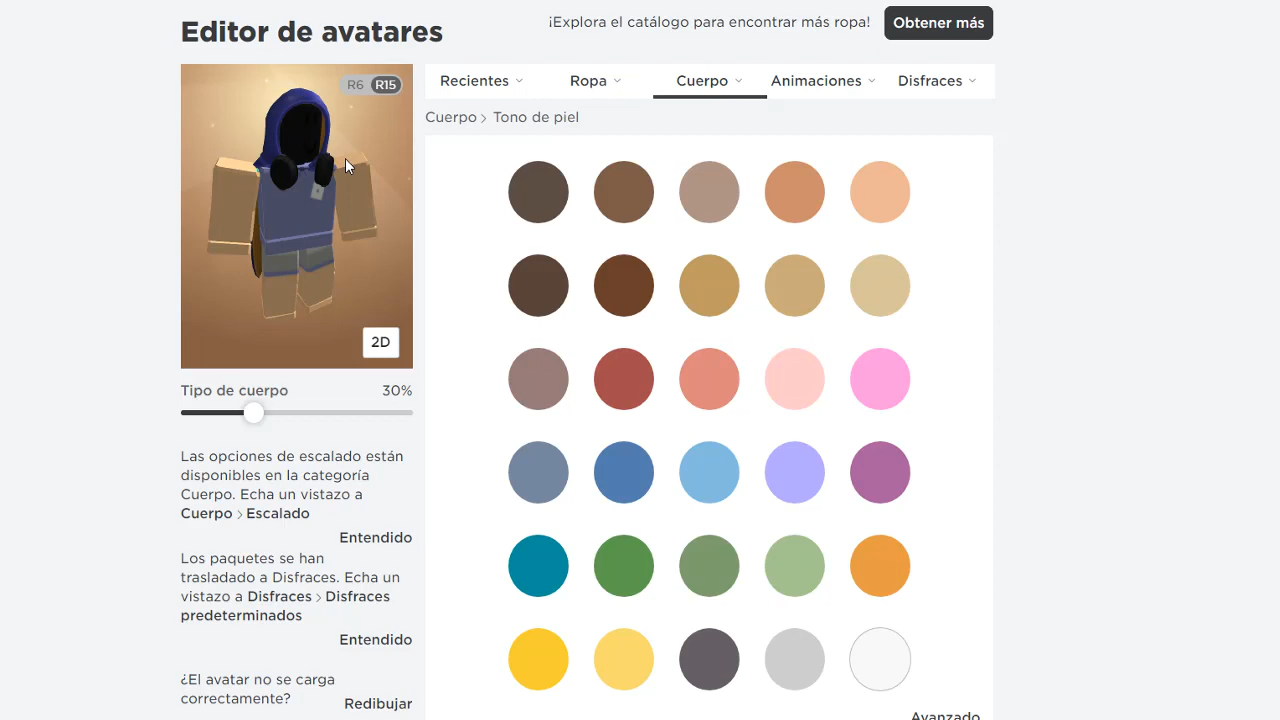 Editor de avatares
¡Explora el catálogo para encontrar más ropa!
Obtener más
R6 R15
Recientes
Ropa
Cuerpo
Animaciones
Disfraces
Cuerpo > Tono de piel
2D
Tipo de cuerpo 30%
Las opciones de escalado están
disponibles en la categoría
Cuerpo. Echa un vistazo a
Cuerpo > Escalado
Entendido
Los paquetes se han
trasladado a Disfraces. Echa un
vistazo a Disfraces > Disfraces
predeterminados
Entendido
¿El avatar no se carga
correctamente?
Redibujar
Avanzado